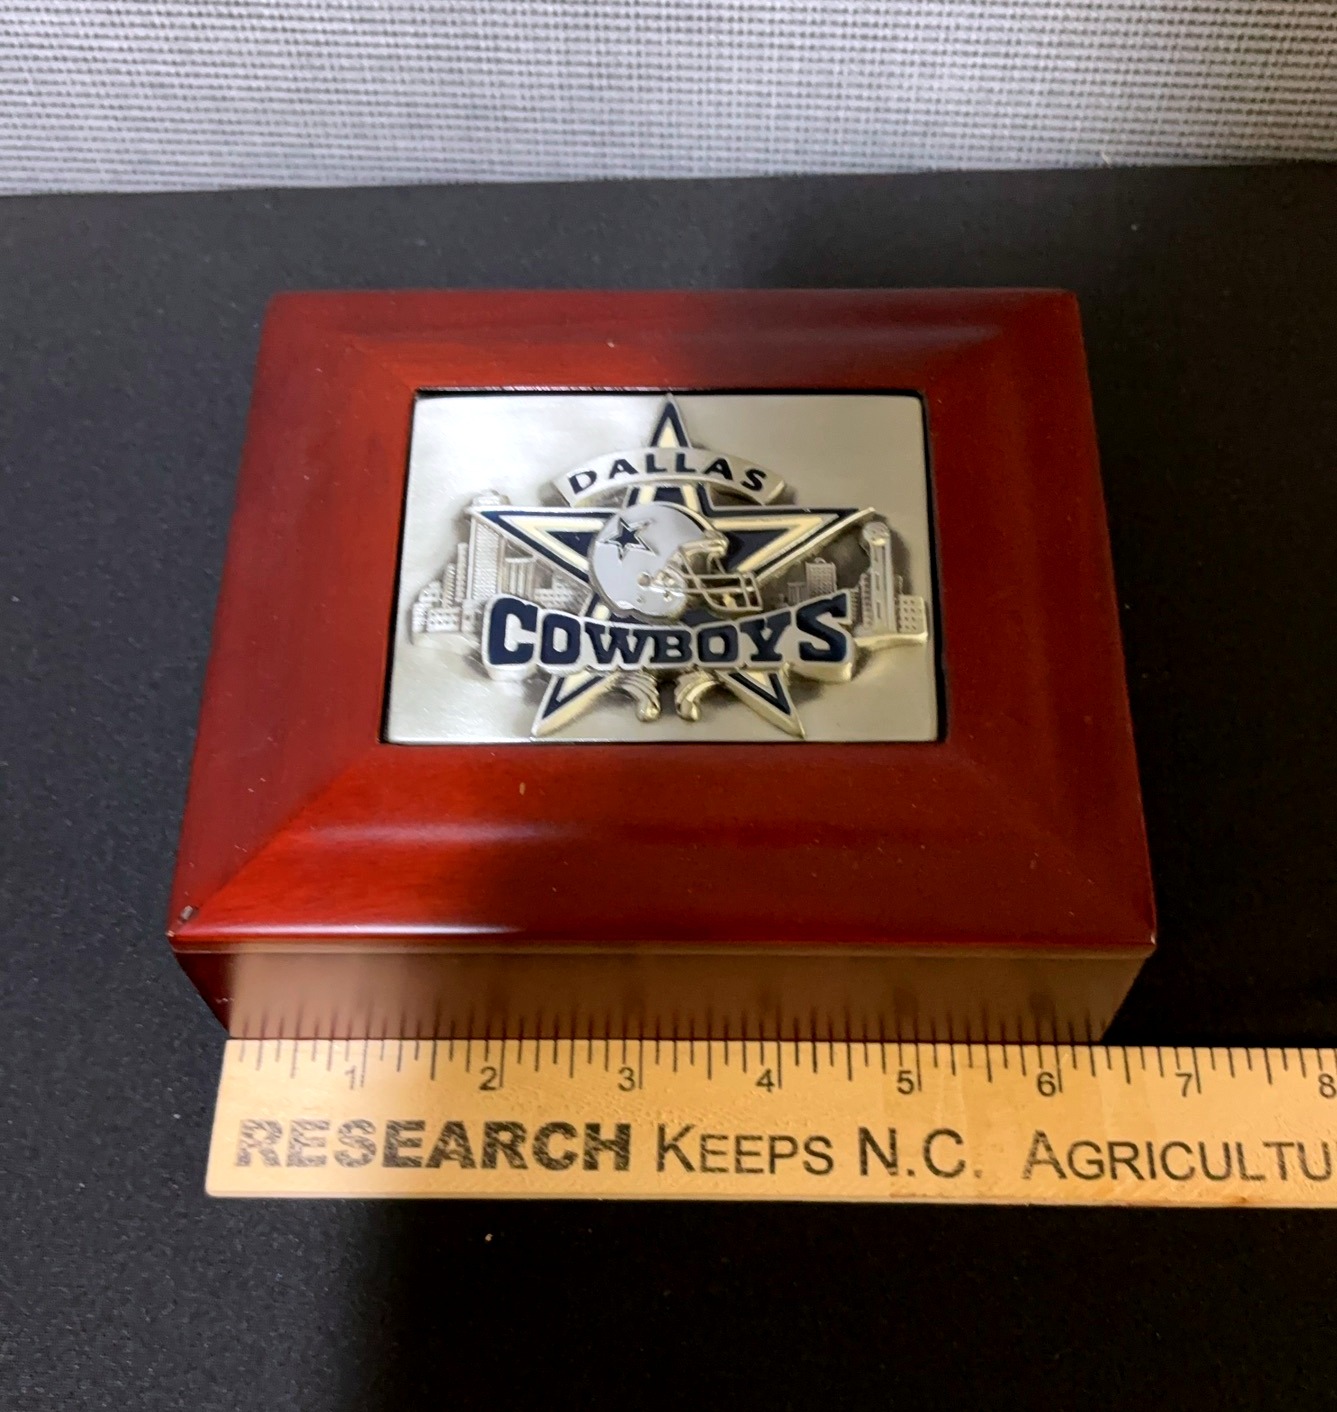 DALLAS
COWBOYS
1 2 3 4 5 6 7 8
RESEARCH KEEPS N.C. AGRICULTU